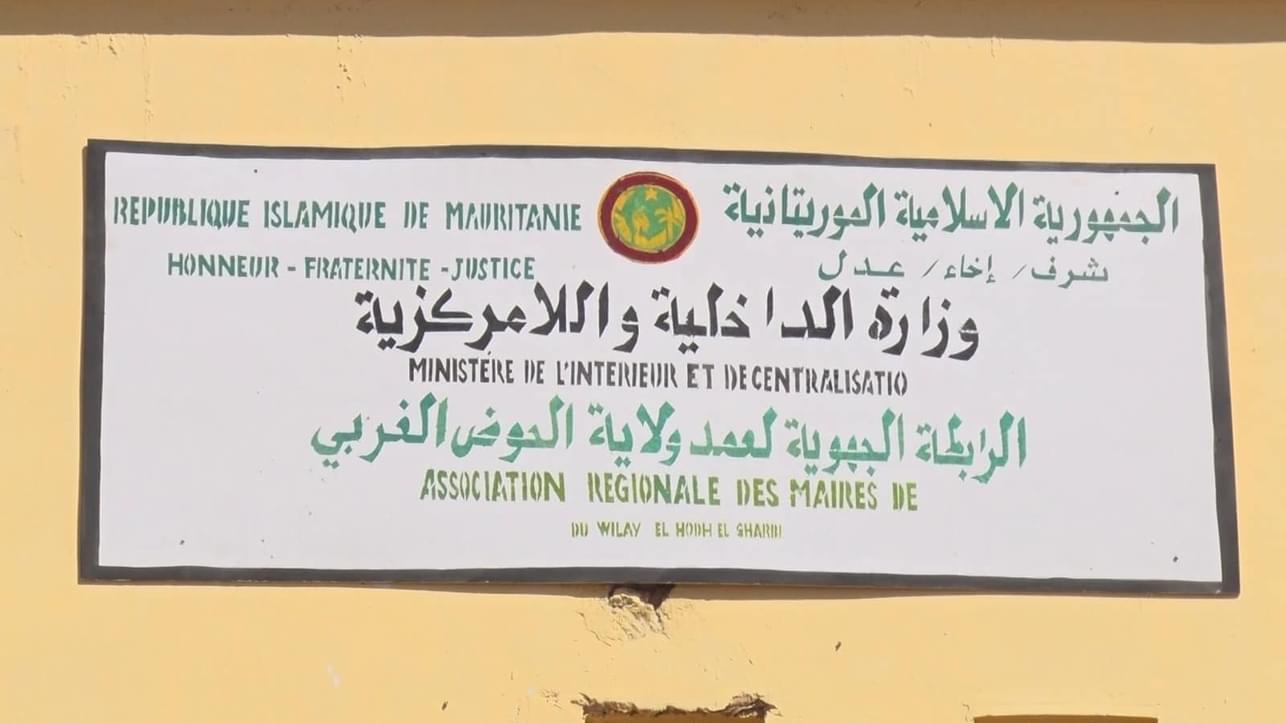 REPUBLIQUE ISLAMIQUE DE MAURITANIE
الجمهورية الاسلامية الموريتانية
HONNEUR - FRATERNITE - JUSTICE
شرف / إخاء / عدل
وزارة الداخلية واللامركزية
MINISTERE DE L'INTERIEUR ET DECENTRALISATIO
الرابطة الجهوية لعمد ولاية الحوض الغربي
ASSOCIATION REGIONALE DES MAIRES DE
DU WILAY EL HODH EL GHARBI